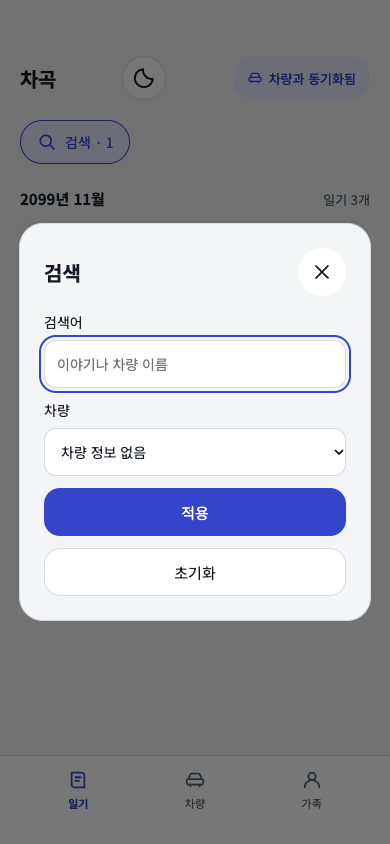 차곡
차량과 동기화됨
검색 · 1
2099년 11월
일기 3개
검색
검색어
이야기나 차량 이름
차량
차량 정보 없음
적용
초기화
일기
차량
가족